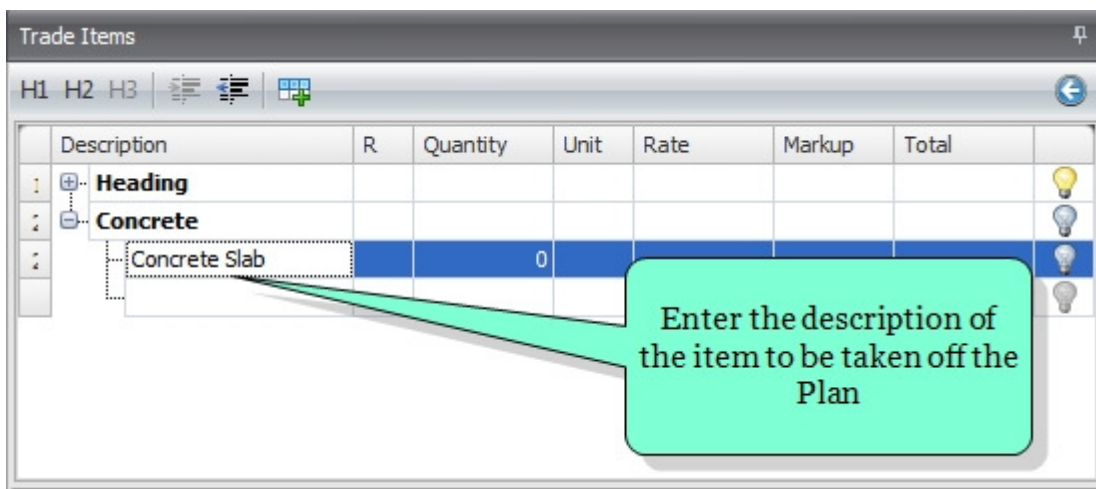 Trade Items
H1 H2 H3
Description R Quantity Unit Rate Markup Total
Heading
Concrete
Concrete Slab 0
Enter the description of
the item to be taken off the
Plan